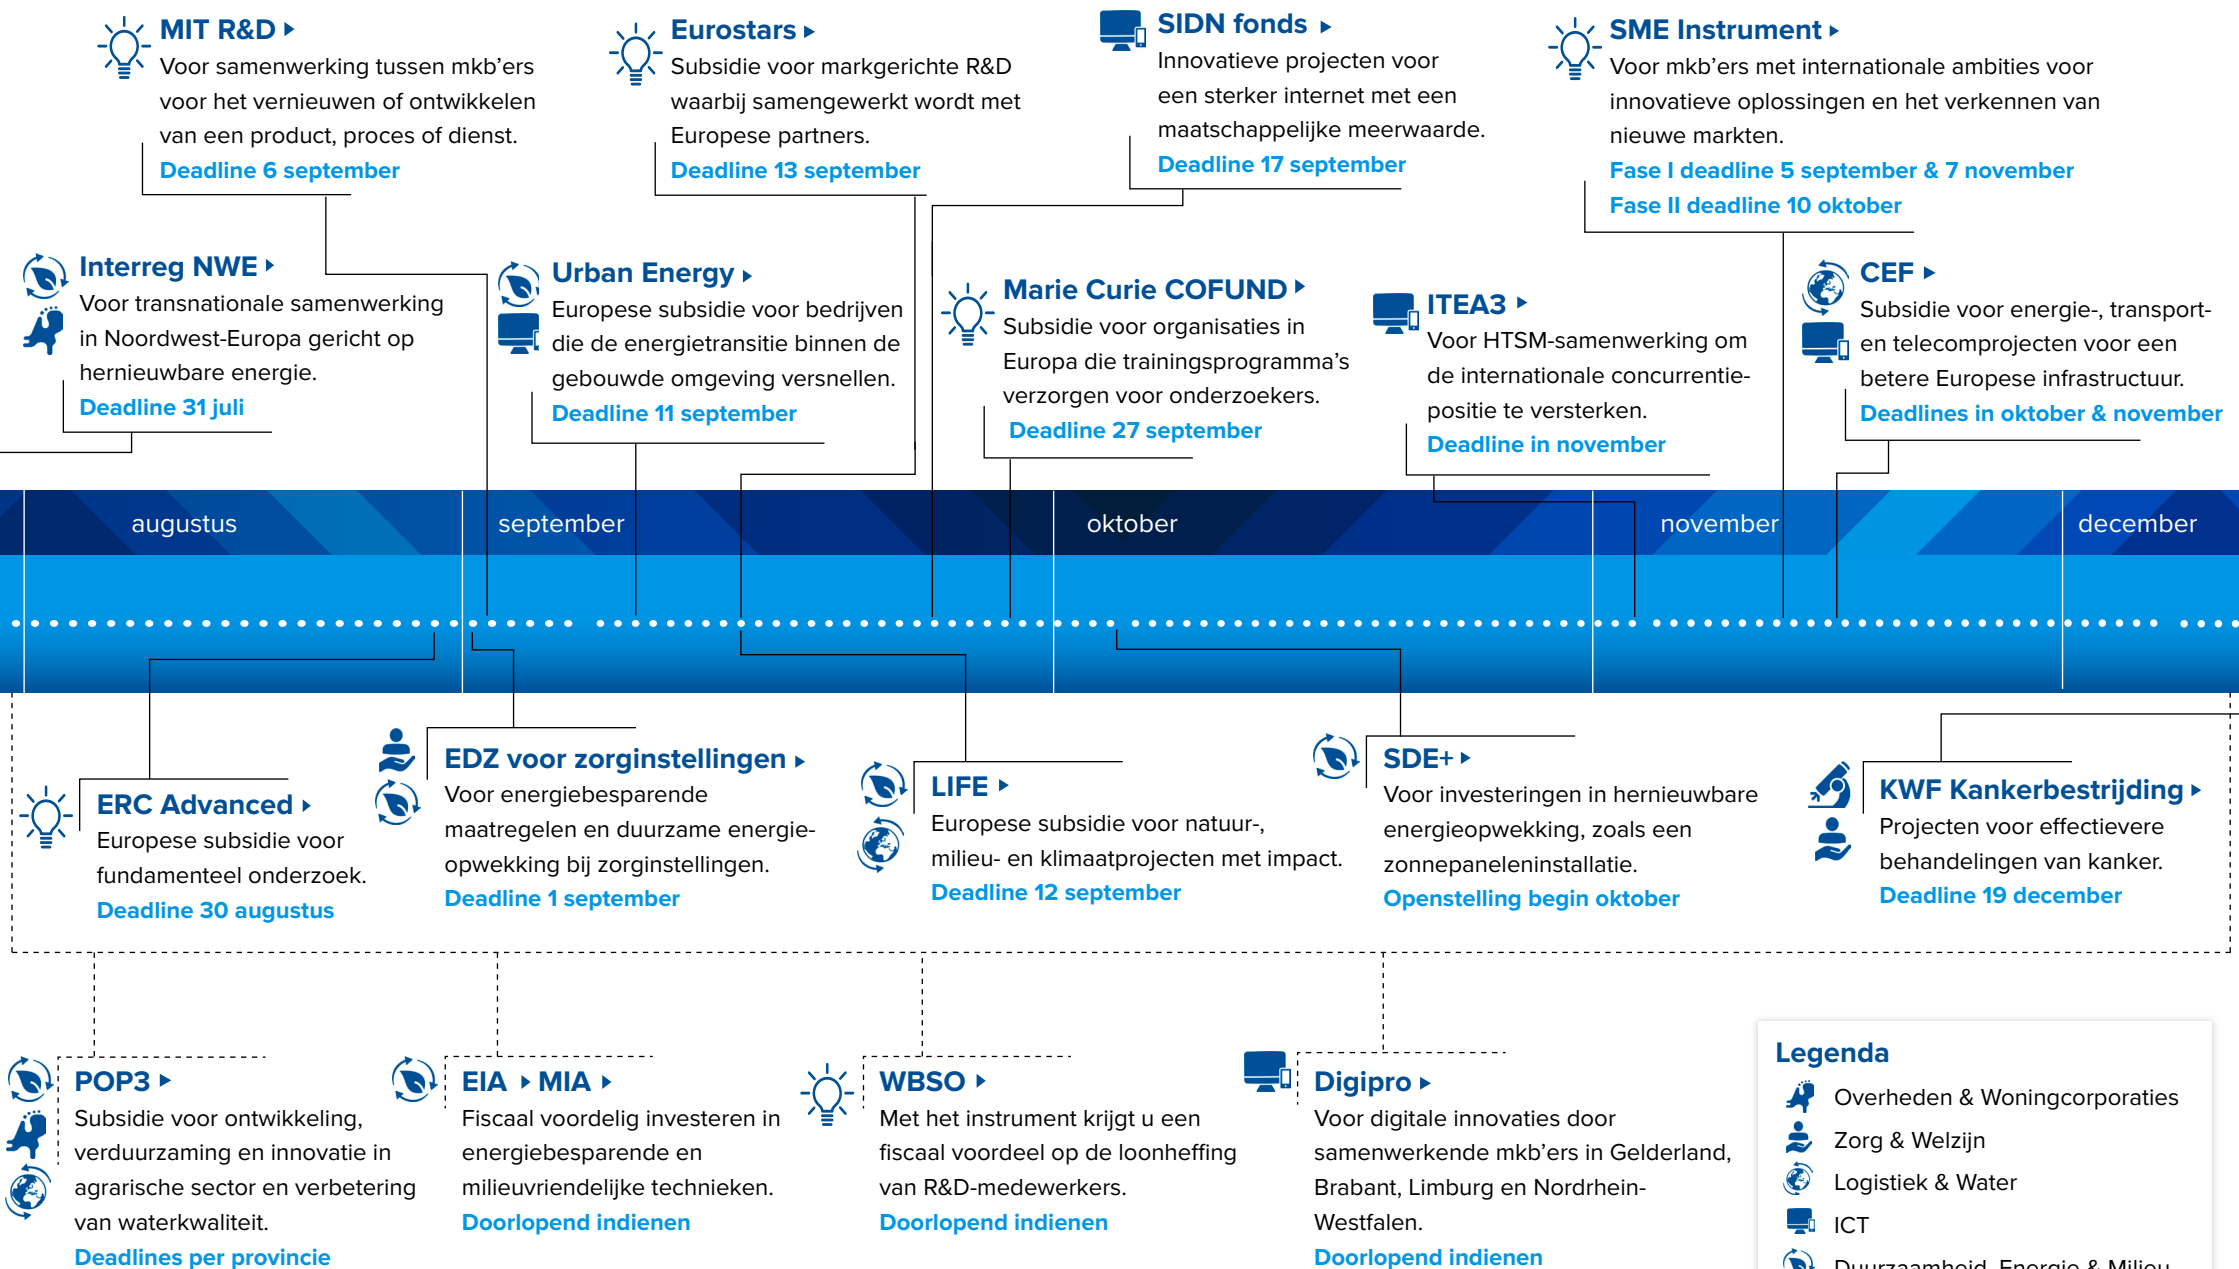 MIT R&D
Voor samenwerking tussen mkb'ers
voor het vernieuwen of ontwikkelen
van een product, proces of dienst.
Deadline 6 september
Eurostars
Subsidie voor markgerichte R&D
waarbij samengewerkt wordt met
Europese partners.
Deadline 13 september
SIDN fonds
Innovatieve projecten voor
een sterker internet met een
maatschappelijke meerwaarde.
Deadline 17 september
SME Instrument
Voor mkb'ers met internationale ambities voor
innovatieve oplossingen en het verkennen van
nieuwe markten.
Fase I deadline 5 september & 7 november
Fase II deadline 10 oktober
Interreg NWE
Voor transnationale samenwerking
in Noordwest-Europa gericht op
hernieuwbare energie.
Deadline 31 juli
Urban Energy
Europese subsidie voor bedrijven
die de energietransitie binnen de
gebouwde omgeving versnellen.
Deadline 11 september
Marie Curie COFUND
Subsidie voor organisaties in
Europa die trainingsprogramma's
verzorgen voor onderzoekers.
Deadline 27 september
ITEA3
Voor HTSM-samenwerking om
de internationale concurrentie-
positie te versterken.
Deadline in november
CEF
Subsidie voor energie-, transport-
en telecomprojecten voor een
betere Europese infrastructuur.
Deadlines in oktober & november
augustus
september
oktober
november
december
ERC Advanced
Europese subsidie voor
fundamenteel onderzoek.
Deadline 30 augustus
EDZ voor zorginstellingen
Voor energiebesparende
maatregelen en duurzame energie-
opwekking bij zorginstellingen.
Deadline 1 september
LIFE
Europese subsidie voor natuur-,
milieu- en klimaatprojecten met impact.
Deadline 12 september
SDE+
Voor investeringen in hernieuwbare
energieopwekking, zoals een
zonnepaneleninstallatie.
Openstelling begin oktober
KWF Kankerbestrijding
Projecten voor effectievere
behandelingen van kanker.
Deadline 19 december
POP3
Subsidie voor ontwikkeling,
verduurzaming en innovatie in
agrarische sector en verbetering
van waterkwaliteit.
Deadlines per provincie
EIA MIA
Fiscaal voordelig investeren in
energiebesparende en
milieuvriendelijke technieken.
Doorlopend indienen
WBSO
Met het instrument krijgt u een
fiscaal voordeel op de loonheffing
van R&D-medewerkers.
Doorlopend indienen
Digipro
Voor digitale innovaties door
samenwerkende mkb'ers in Gelderland,
Brabant, Limburg en Nordrhein-
Westfalen.
Doorlopend indienen
Legenda
Overheden & Woningcorporaties
Zorg & Welzijn
Logistiek & Water
ICT
Duurzaamheid, Energie & Milieu